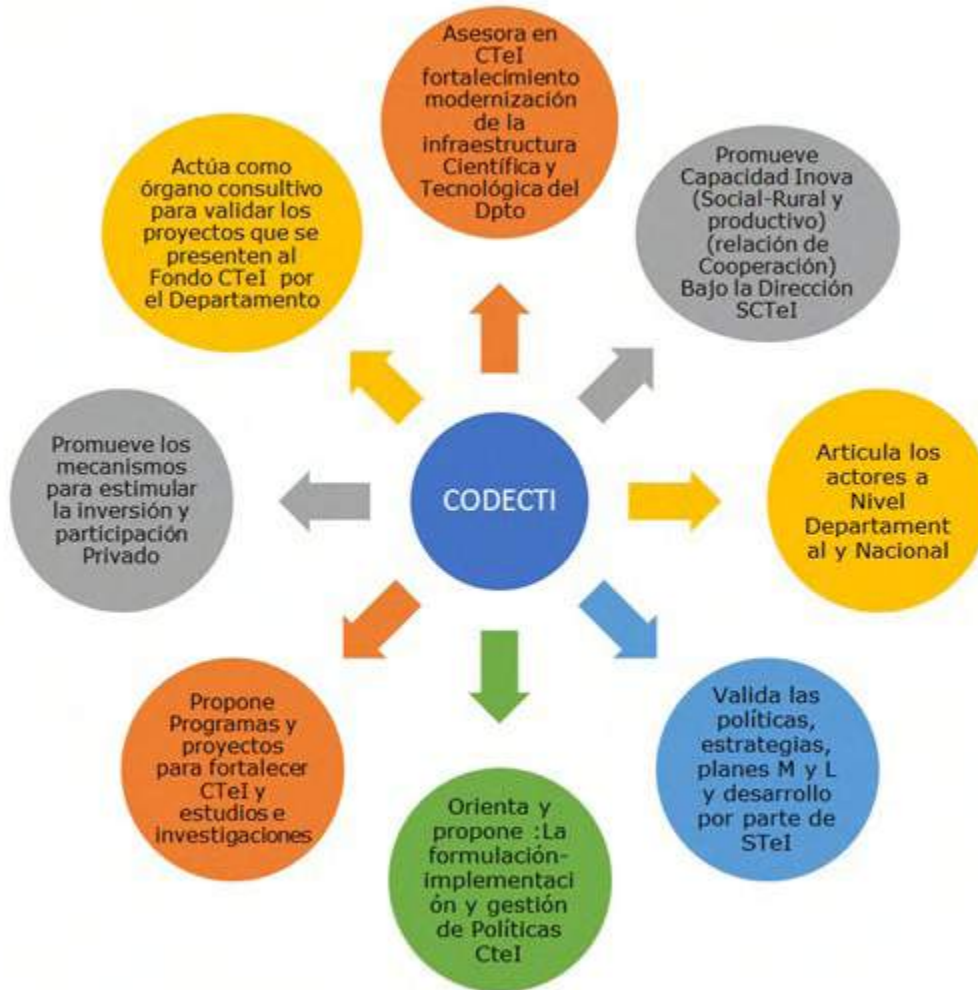 Asesora en
CTeI
fortalecimiento
modernización
de la
infraestructura
Científica y
Tecnológica del
Dpto
Promueve
Capacidad Inova
(Social-Rural y
productivo)
(relación de
Cooperación)
Bajo la Dirección
SCTeI
Articula los
actores a
Nivel
Departament
al y Nacional
Valida las
políticas,
estrategias,
planes M y L
y desarrollo
por parte de
STeI
Orienta y
propone :La
formulación-
implementaci
ón y gestión
de Políticas
CteI
Propone
Programas y
proyectos
para fortalecer
CTeI y
estudios e
investigaciones
Promueve los
mecanismos
para estimular
la inversión y
participación
Privado
Actúa como
órgano consultivo
para validar los
proyectos que se
presenten al
Fondo CTeI por
el Departamento
CODECTI